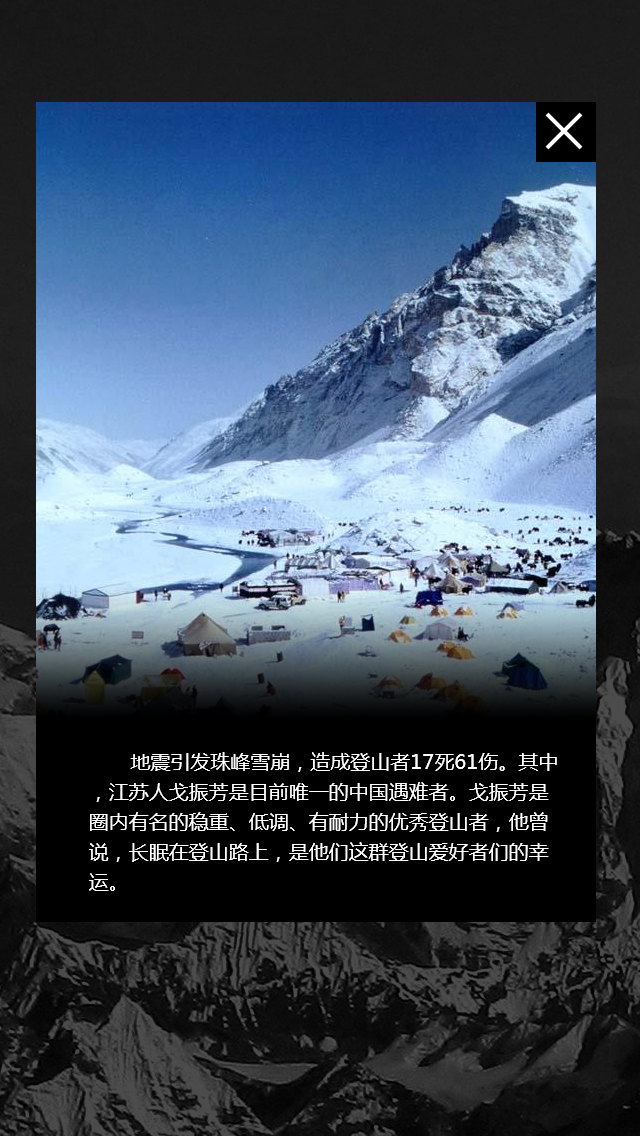 地震引发珠峰雪崩，造成登山者17死61伤。其中
，江苏人戈振芳是目前唯一的中国遇难者。戈振芳是
圈内有名的稳重、低调、有耐力的优秀登山者，他曾
说，长眠在登山路上，是他们这群登山爱好者们的幸
运。